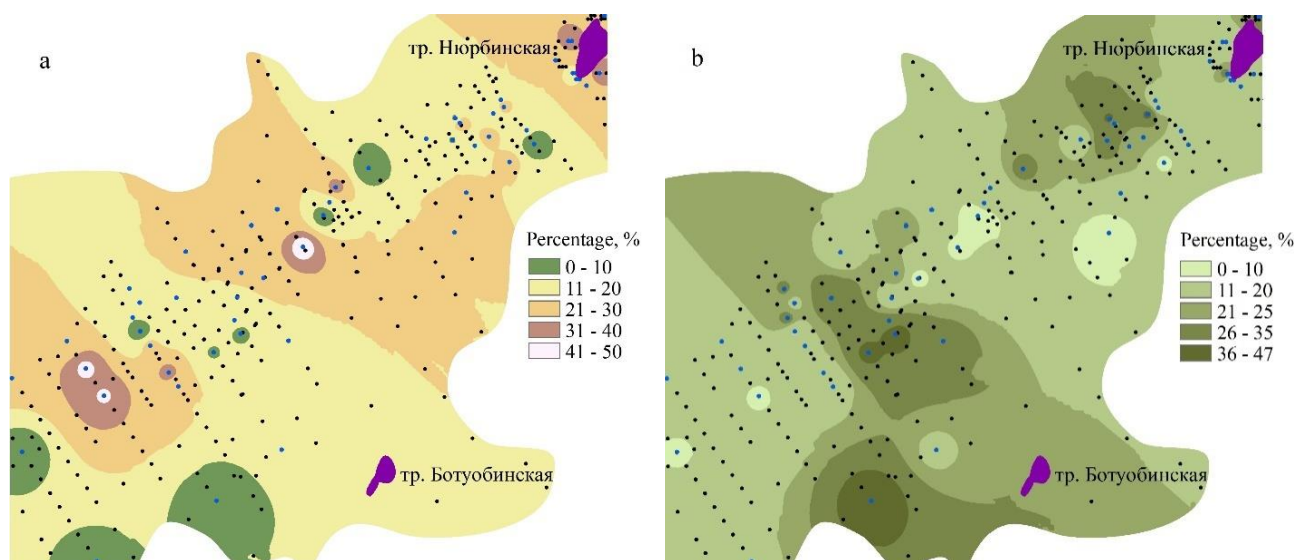 a
тр. Нюрбинская
Percentage, %
0 - 10
11 - 20
21 - 30
31 - 40
41 - 50
тр. Ботуобинская
b
тр. Нюрбинская
Percentage, %
0 - 10
11 - 20
21 - 25
26 - 35
36 - 47
тр. Ботуобинская